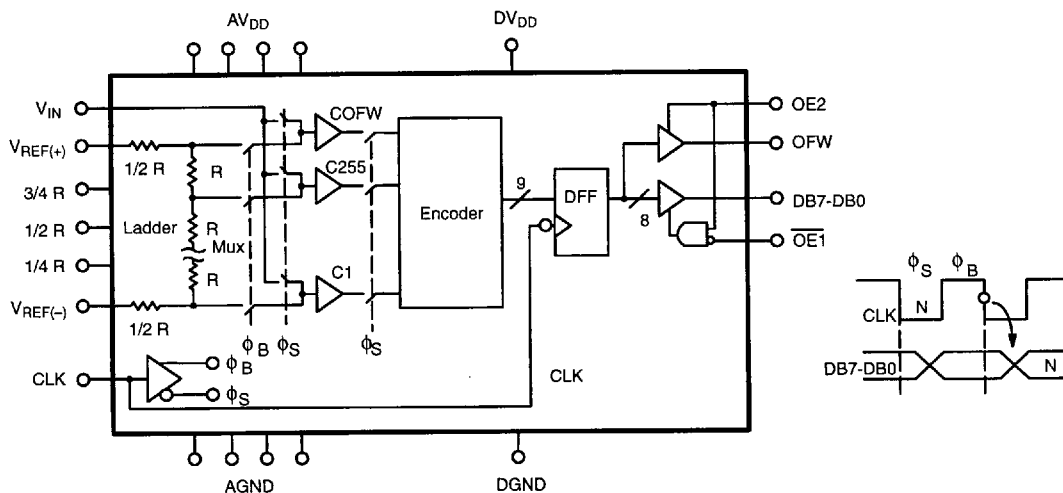 AV_DD
DV_DD
V_IN
COFW
OE2
V_REF(+)
OFW
1/2 R
R
C255
3/4 R
9
DFF
Encoder
8
DB7-DB0
1/2 R
Ladder
R
Mux
OE1
1/4 R
R
C1
V_REF(–)
1/2 R
ϕ_B
ϕ_S
ϕ_S
ϕ_B
CLK
ϕ_S
CLK
AGND
DGND
ϕ_S
ϕ_B
CLK
N
DB7-DB0
N